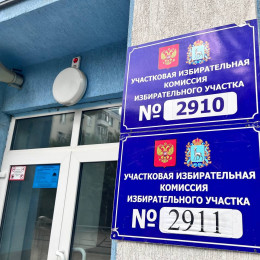 УЧАСТКОВАЯ ИЗБИРАТЕЛЬНАЯ
КОМИССИЯ
ИЗБИРАТЕЛЬНОГО УЧАСТКА
№ 2910
УЧАСТКОВАЯ ИЗБИРАТЕЛЬНАЯ
КОМИССИЯ
ИЗБИРАТЕЛЬНОГО УЧАСТКА
№ 2911